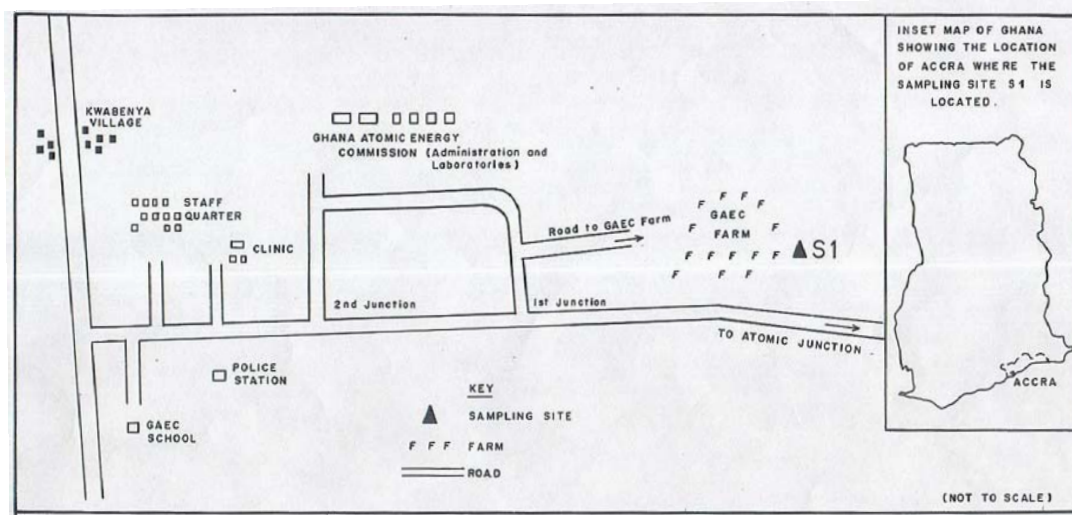 INSET MAP OF GHANA
SHOWING THE LOCATION
OF ACCRA WHERE THE
SAMPLING SITE S1 IS
LOCATED.
KWABENYA
VILLAGE
GHANA ATOMIC ENERGY
COMMISSION (Administration and
Laboratories)
STAFF
QUARTER
CLINIC
Road to GAEC Farm
F F F F
GAEC
F FARM F
F F F F F
F F F
S1
2nd Junction
1st Junction
TO ATOMIC JUNCTION
ACCRA
POLICE
STATION
GAEC
SCHOOL
KEY
SAMPLING SITE
F F F FARM
ROAD
(NOT TO SCALE)